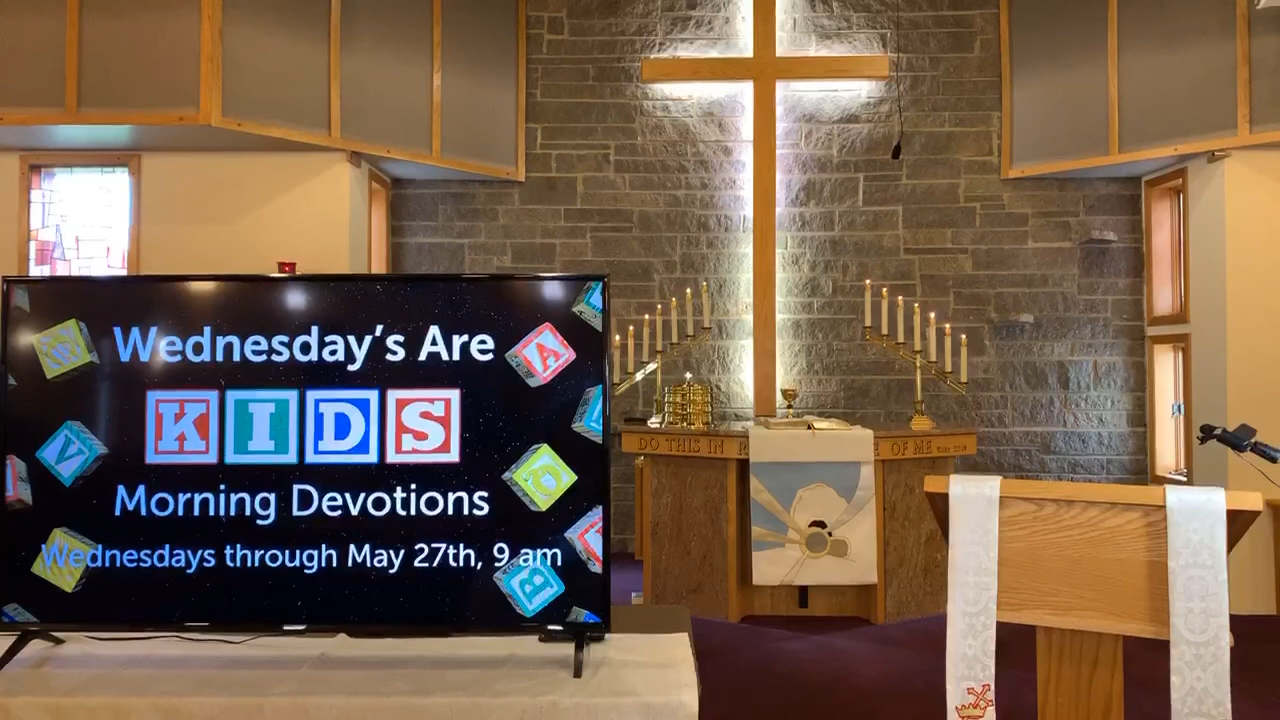 Wednesday's Are
KIDS
Morning Devotions
Wednesdays through May 27th, 9 am
A
V
B
DO THIS IN
OF ME